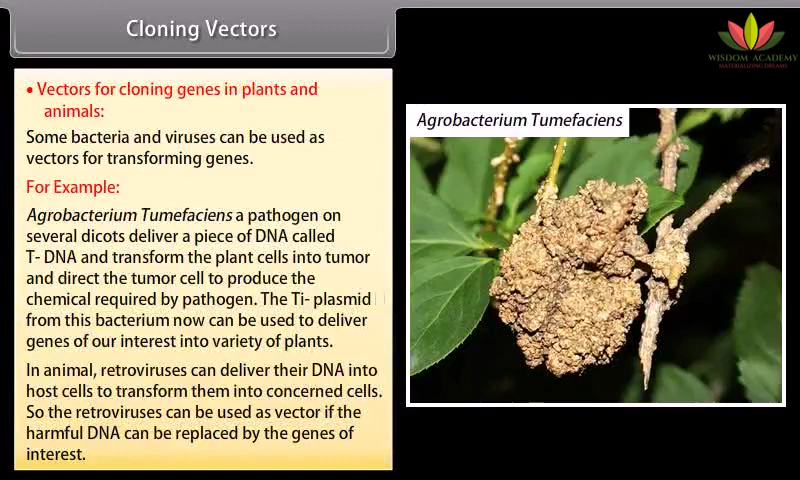 Cloning Vectors
WISDOM ACADEMY
MATERIALIZING DREAMS
• Vectors for cloning genes in plants and
animals:
Some bacteria and viruses can be used as
vectors for transforming genes.
For Example:
Agrobacterium Tumefaciens a pathogen on
several dicots deliver a piece of DNA called
T- DNA and transform the plant cells into tumor
and direct the tumor cell to produce the
chemical required by pathogen. The Ti- plasmid
from this bacterium now can be used to deliver
genes of our interest into variety of plants.
In animal, retroviruses can deliver their DNA into
host cells to transform them into concerned cells.
So the retroviruses can be used as vector if the
harmful DNA can be replaced by the genes of
interest.
Agrobacterium Tumefaciens